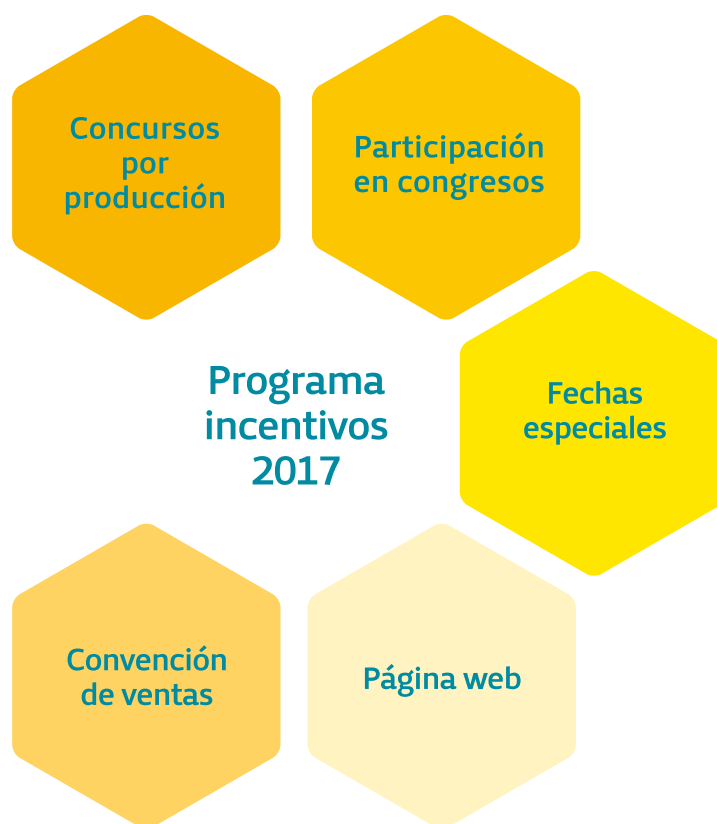 Concursos
por
producción
Participación
en congresos
Fechas
especiales
Programa
incentivos
2017
Convención
de ventas
Página web